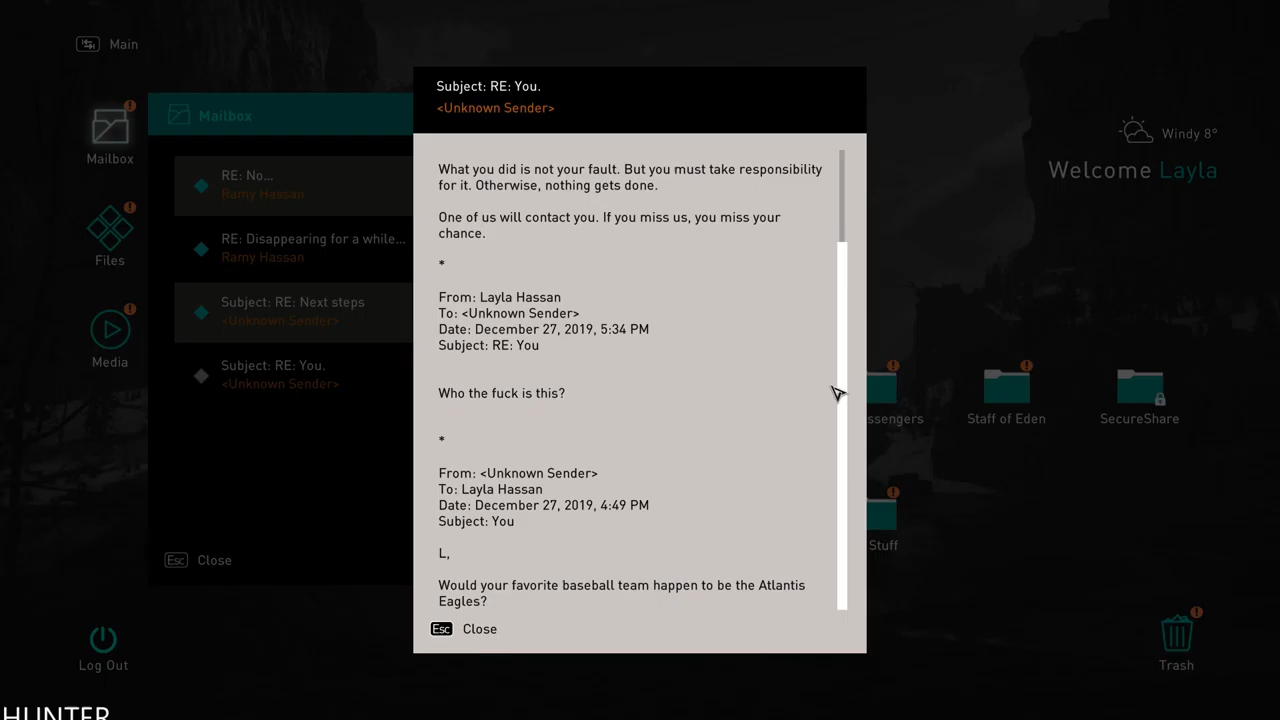 Main
Mailbox
Files
Media
Log Out
Mailbox
RE: No...
Ramy Hassan
RE: Disappearing for a while...
Ramy Hassan
Subject: RE: Next steps
<Unknown Sender>
Subject: RE: You.
<Unknown Sender>
Esc Close
Subject: RE: You.
<Unknown Sender>
What you did is not your fault. But you must take responsibility
for it. Otherwise, nothing gets done.
One of us will contact you. If you miss us, you miss your
chance.
*
From: Layla Hassan
To: <Unknown Sender>
Date: December 27, 2019, 5:34 PM
Subject: RE: You
Who the fuck is this?
*
From: <Unknown Sender>
To: Layla Hassan
Date: December 27, 2019, 4:49 PM
Subject: You
L,
Would your favorite baseball team happen to be the Atlantis
Eagles?
Esc Close
Windy 8°
Welcome Layla
ssengers
Staff of Eden
SecureShare
Stuff
Trash
HUNTER